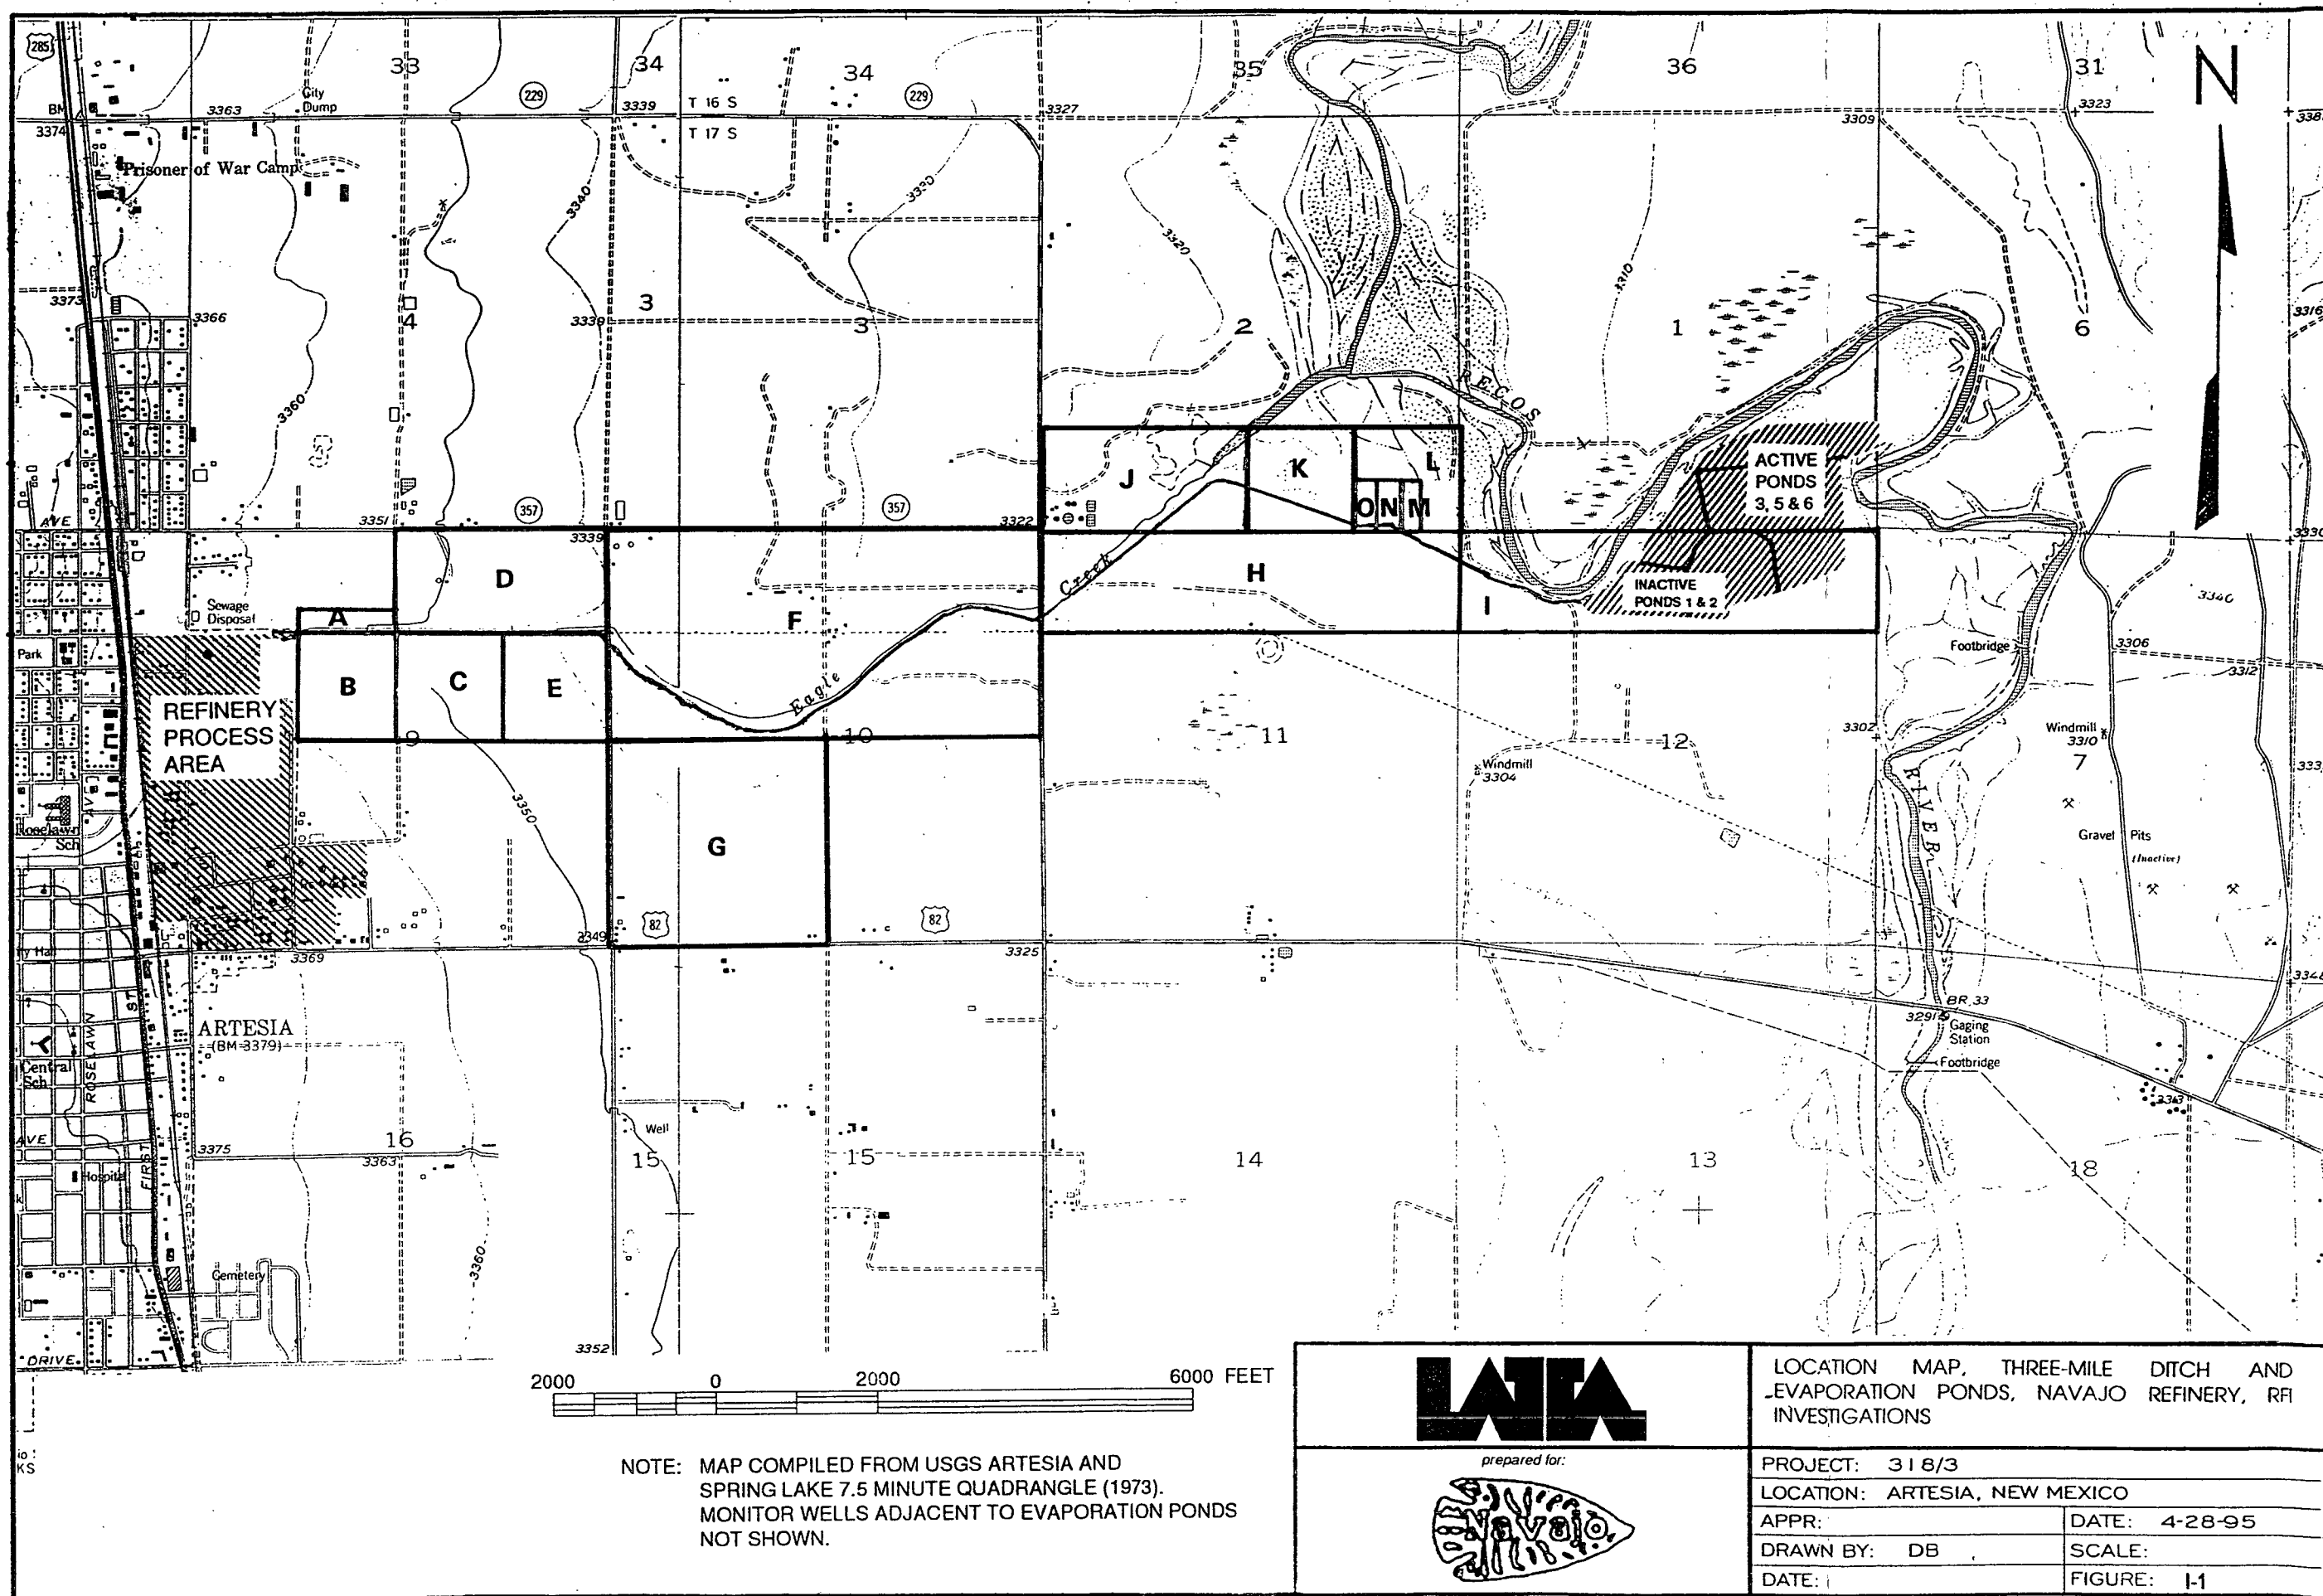 285
33
34
34
35
36
31
N
City
Dump
229
3339
T 16 S
229
3327
3323
BM
3374
3363
T 17 S
3309
Prisoner of War Camp
3340
3330
6
3320
3310
3373
3366
4
3339
3
3
2
1
6
3316
3360
PECOS
J
K
L
ACTIVE
PONDS
3, 5 & 6
O
N
M
AVE
3351
357
357
3322
3339
3330
D
Creek
H
INACTIVE
PONDS 1 & 2
I
3340
Sewage
Disposal
A
F
Park
Footbridge
3306
B
C
E
3312
REFINERY
PROCESS
AREA
Eagle
9
10
11
12
3302
Windmill
3310
7
Windmill
3304
3350
RIVER
AVE
Roselawn
Sch
G
Gravel Pits
(Inactive)
82
82
3349
3369
3325
BR 33
3291
Gaging
Station
Footbridge
ARTESIA
(BM 3379)
ST
ROSELAWN
Central
Sch
3313
AVE
16
Well
3375
3363
15
15
14
13
18
FIRST
Hospital
3360
Cemetery
3352
DRIVE
2000
0
2000
6000 FEET
NOTE: MAP COMPILED FROM USGS ARTESIA AND
SPRING LAKE 7.5 MINUTE QUADRANGLE (1973).
MONITOR WELLS ADJACENT TO EVAPORATION PONDS
NOT SHOWN.
prepared for:
Navajo
LOCATION MAP, THREE-MILE DITCH AND
EVAPORATION PONDS, NAVAJO REFINERY, RFI
INVESTIGATIONS
PROJECT: 318/3
LOCATION: ARTESIA, NEW MEXICO
APPR:
DATE: 4-28-95
DRAWN BY: DB
SCALE:
DATE:
FIGURE: I-1